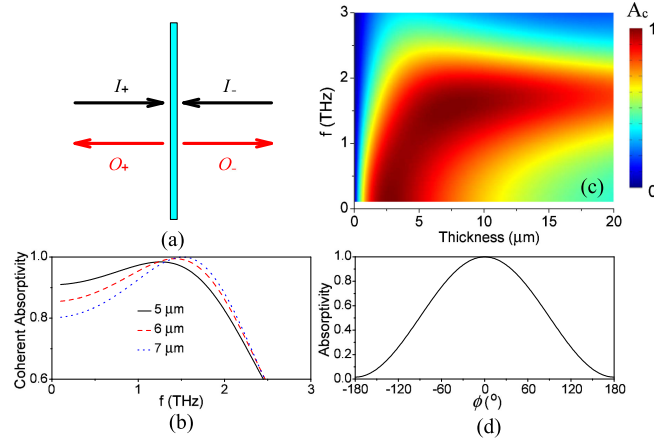 I+
I-
O+
O-
(a)
3
2
1
0
f (THz)
0
5
10
15
20
Thickness (μm)
(c)
Ac
1
0
1.0
0.8
0.6
Coherent Absorptivity
5 μm
6 μm
7 μm
0
1
2
3
f (THz)
(b)
1.0
0.8
0.6
0.4
0.2
0.0
Absorptivity
-180
-120
-60
0
60
120
180
ϕ(°)
(d)